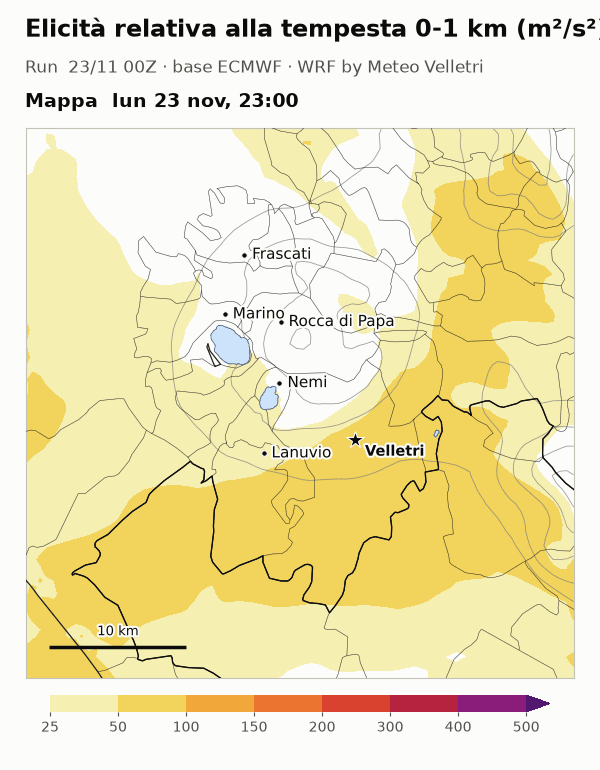 Elicità relativa alla tempesta 0-1 km (m²/s²)
Run  23/11 00Z · base ECMWF · WRF by Meteo Velletri
Mappa  lun 23 nov, 23:00
Frascati
Marino
Rocca di Papa
Nemi
Velletri
Lanuvio
10 km
25 50 100 150 200 300 400 500